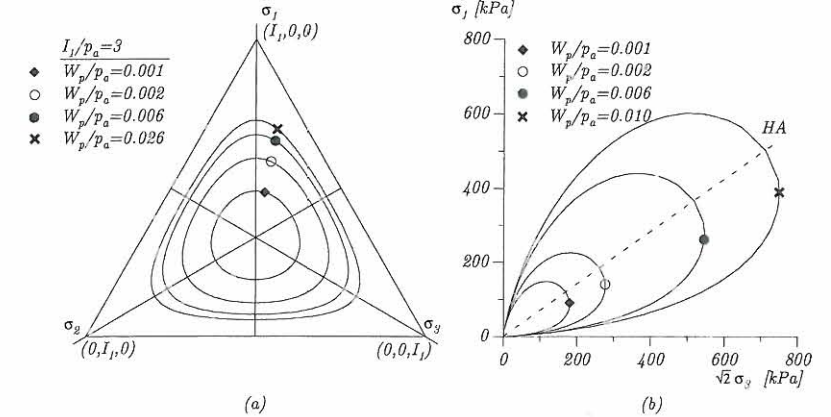 σ₁
(I₁,0,0)
I₁/pₐ=3
Wₚ/pₐ=0.001
Wₚ/pₐ=0.002
Wₚ/pₐ=0.006
Wₚ/pₐ=0.026
σ₂
(0,I₁,0)
σ₃
(0,0,I₁)
(a)
σ₁ [kPa]
800
600
400
200
0
Wₚ/pₐ=0.001
Wₚ/pₐ=0.002
Wₚ/pₐ=0.006
Wₚ/pₐ=0.010
HA
0 200 400 600 800
√2 σ₃ [kPa]
(b)